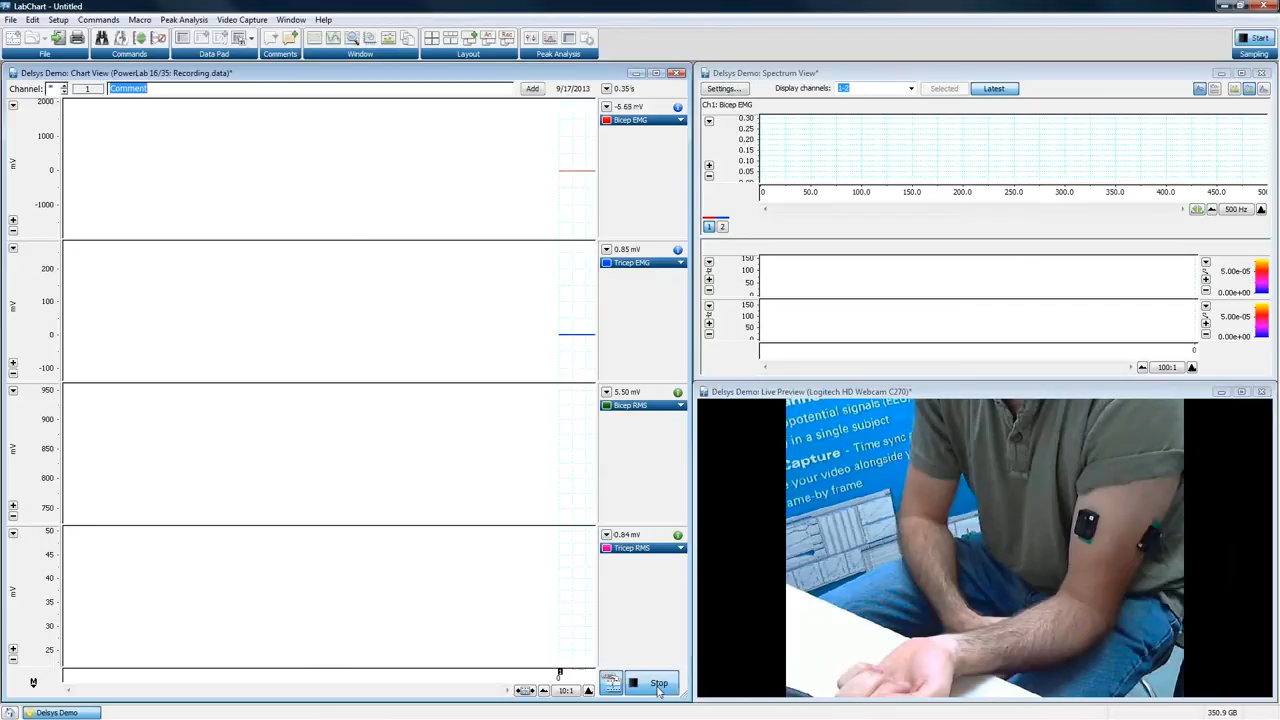 LabChart - Untitled
File Edit Setup Commands Macro Peak Analysis Video Capture Window Help
File Commands Data Pad Comments Window Layout Peak Analysis
Start
Sampling
Delsys Demo: Chart View (PowerLab 16/35: Recording data)*
Channel: * 1 Comment Add 9/17/2013 0.35 s
2000
1000
0
-1000
mV
-5.65 mV
Bicep EMG
200
100
0
-100
mV
0.85 mV
Tricep EMG
950
900
850
800
750
mV
5.50 mV
Bicep RMS
50
45
40
35
30
25
mV
0.84 mV
Tricep RMS
0
M
10:1
Stop
Delsys Demo: Spectrum View*
Settings... Display channels: 1-2 Selected Latest
Ch1: Bicep EMG
0.30
0.25
0.20
0.15
0.10
0.05
0 50.0 100.0 150.0 200.0 250.0 300.0 350.0 400.0 450.0
500 Hz
1 2
150
100
50
5.00e-05
0.00e+00
150
100
50
5.00e-05
0.00e+00
0
100:1
Delsys Demo: Live Preview (Logitech HD Webcam C270)*
potential signals (EEG)
in a single subject
Capture - Time sync
your video alongside y
ame-by frame
Delsys Demo
350.9 GB